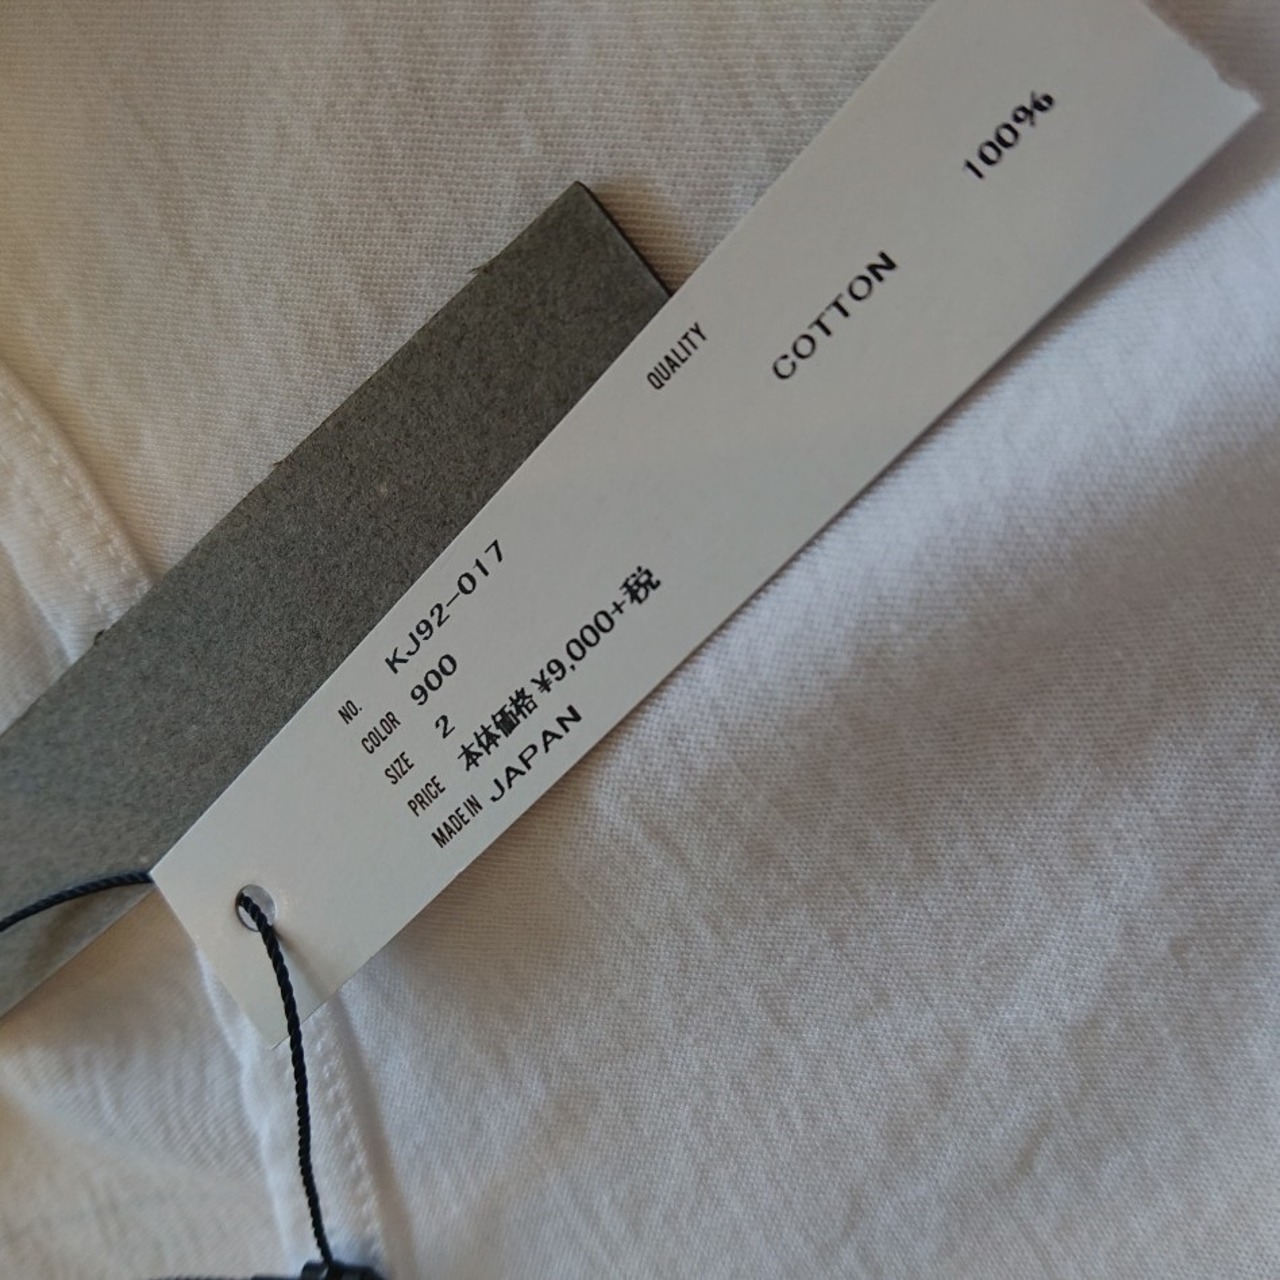 NO. KJ92-017
COLOR 900
SIZE 2
PRICE 本体価格 ¥9,000+税
MADE IN JAPAN
QUALITY
COTTON 100%